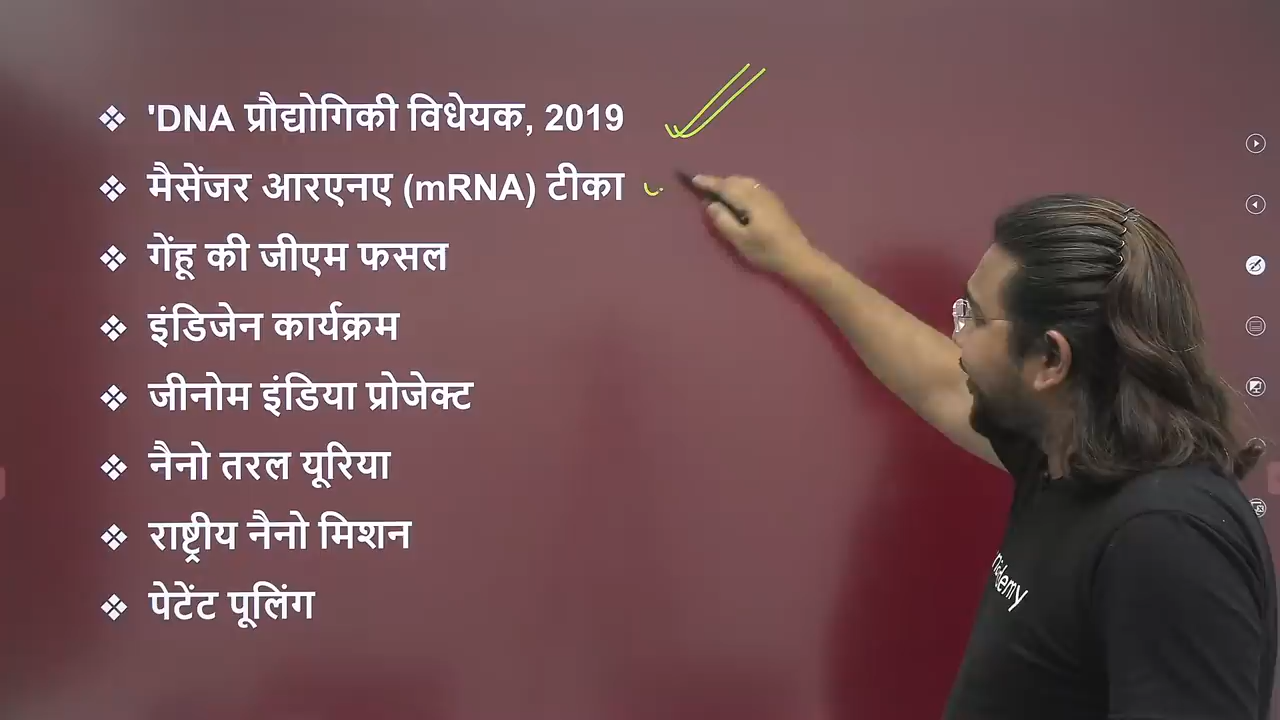 ❖ 'DNA प्रौद्योगिकी विधेयक, 2019
❖ मैसेंजर आरएनए (mRNA) टीका
❖ गेंहू की जीएम फसल
❖ इंडिजेन कार्यक्रम
❖ जीनोम इंडिया प्रोजेक्ट
❖ नैनो तरल यूरिया
❖ राष्ट्रीय नैनो मिशन
❖ पेटेंट पूलिंग